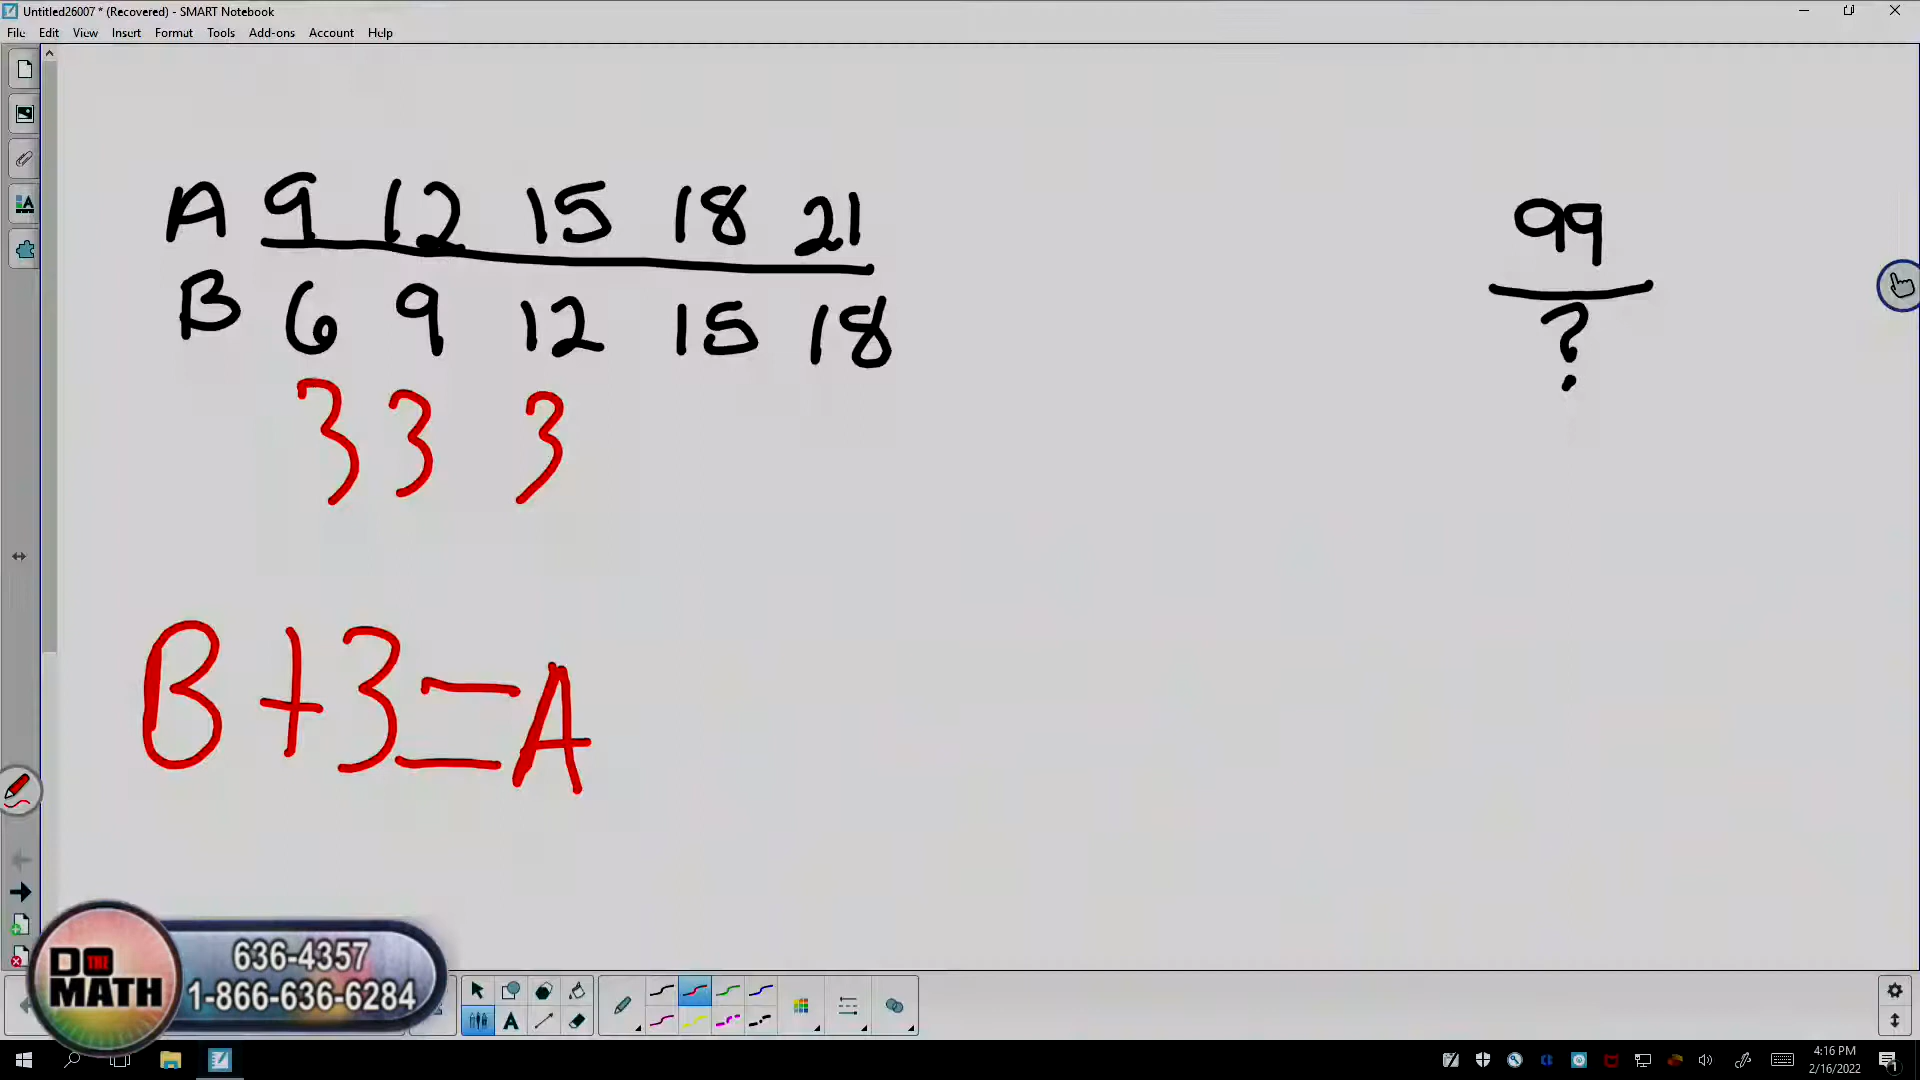 Untitled26007 * (Recovered) - SMART Notebook
File Edit View Insert Format Tools Add-ons Account Help
A 9 12 15 18 21
B 6 9 12 15 18
3 3 3
99
?
B + 3 = A
DO THE MATH
636-4357
1-866-636-6284
4:16 PM
2/16/2022